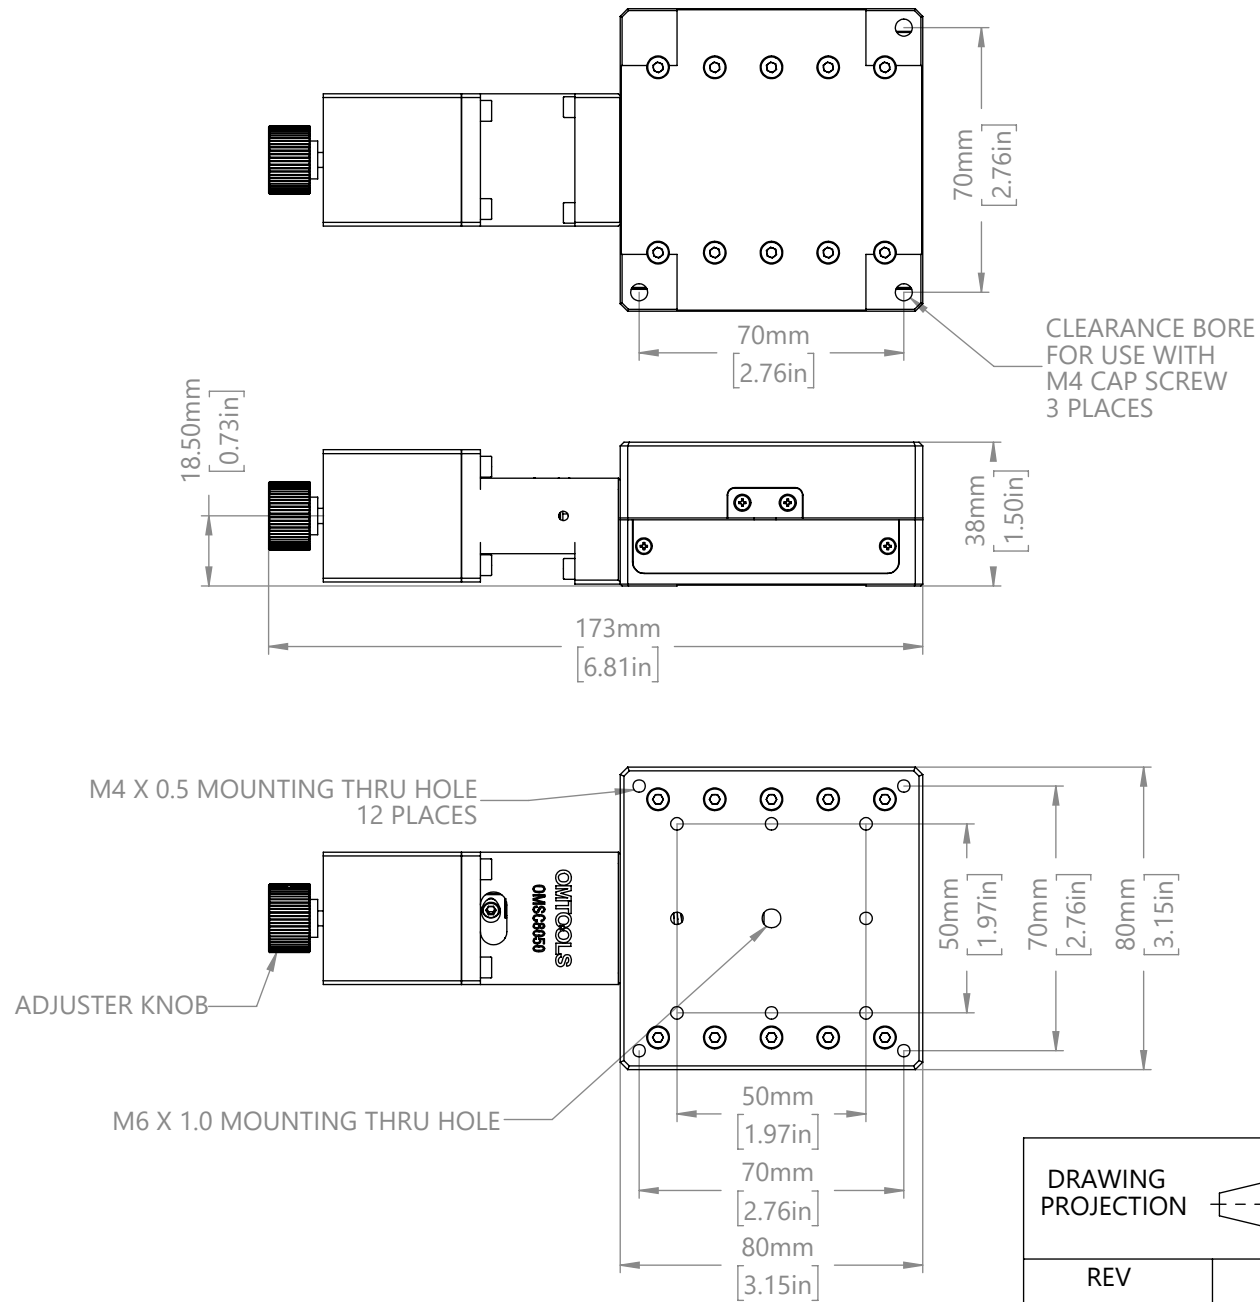 70mm
[2.76in]
70mm
[2.76in]
CLEARANCE BORE
FOR USE WITH
M4 CAP SCREW
3 PLACES
18.50mm
[0.73in]
38mm
[1.50in]
173mm
[6.81in]
M4 X 0.5 MOUNTING THRU HOLE
12 PLACES
OMTOOLS
OMSC8050
50mm
[1.97in]
70mm
[2.76in]
80mm
[3.15in]
ADJUSTER KNOB
M6 X 1.0 MOUNTING THRU HOLE
50mm
[1.97in]
70mm
[2.76in]
80mm
[3.15in]
DRAWING
PROJECTION
REV